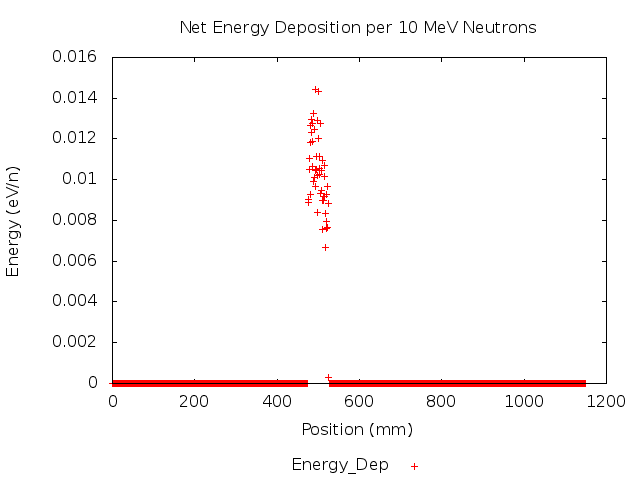 Net Energy Deposition per 10 MeV Neutrons
0.016
0.014
0.012
0.01
0.008
0.006
0.004
0.002
0
Energy (eV/n)
0 200 400 600 800 1000 1200
Position (mm)
Energy_Dep